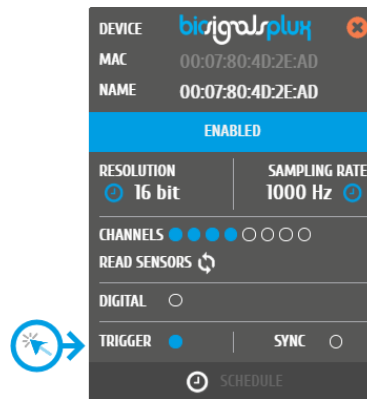 DEVICE biosignalsplux
MAC 00:07:80:4D:2E:AD
NAME 00:07:80:4D:2E:AD
ENABLED
RESOLUTION SAMPLING RATE
16 bit 1000 Hz
CHANNELS
READ SENSORS
DIGITAL
TRIGGER SYNC
SCHEDULE